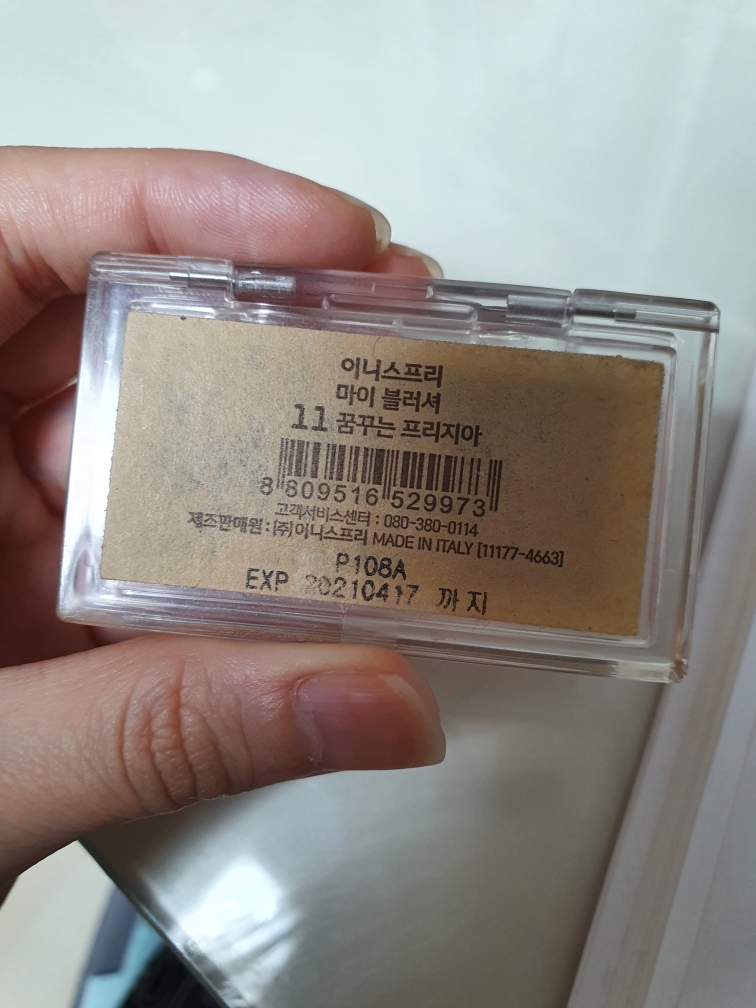 이니스프리
마이 블러셔
11 꿈꾸는 프리지아
8 809516 529973
고객서비스센터 : 080-380-0114
제조판매원 : (주)이니스프리 MADE IN ITALY [11177-4663]
P108A
EXP 20210417 까지